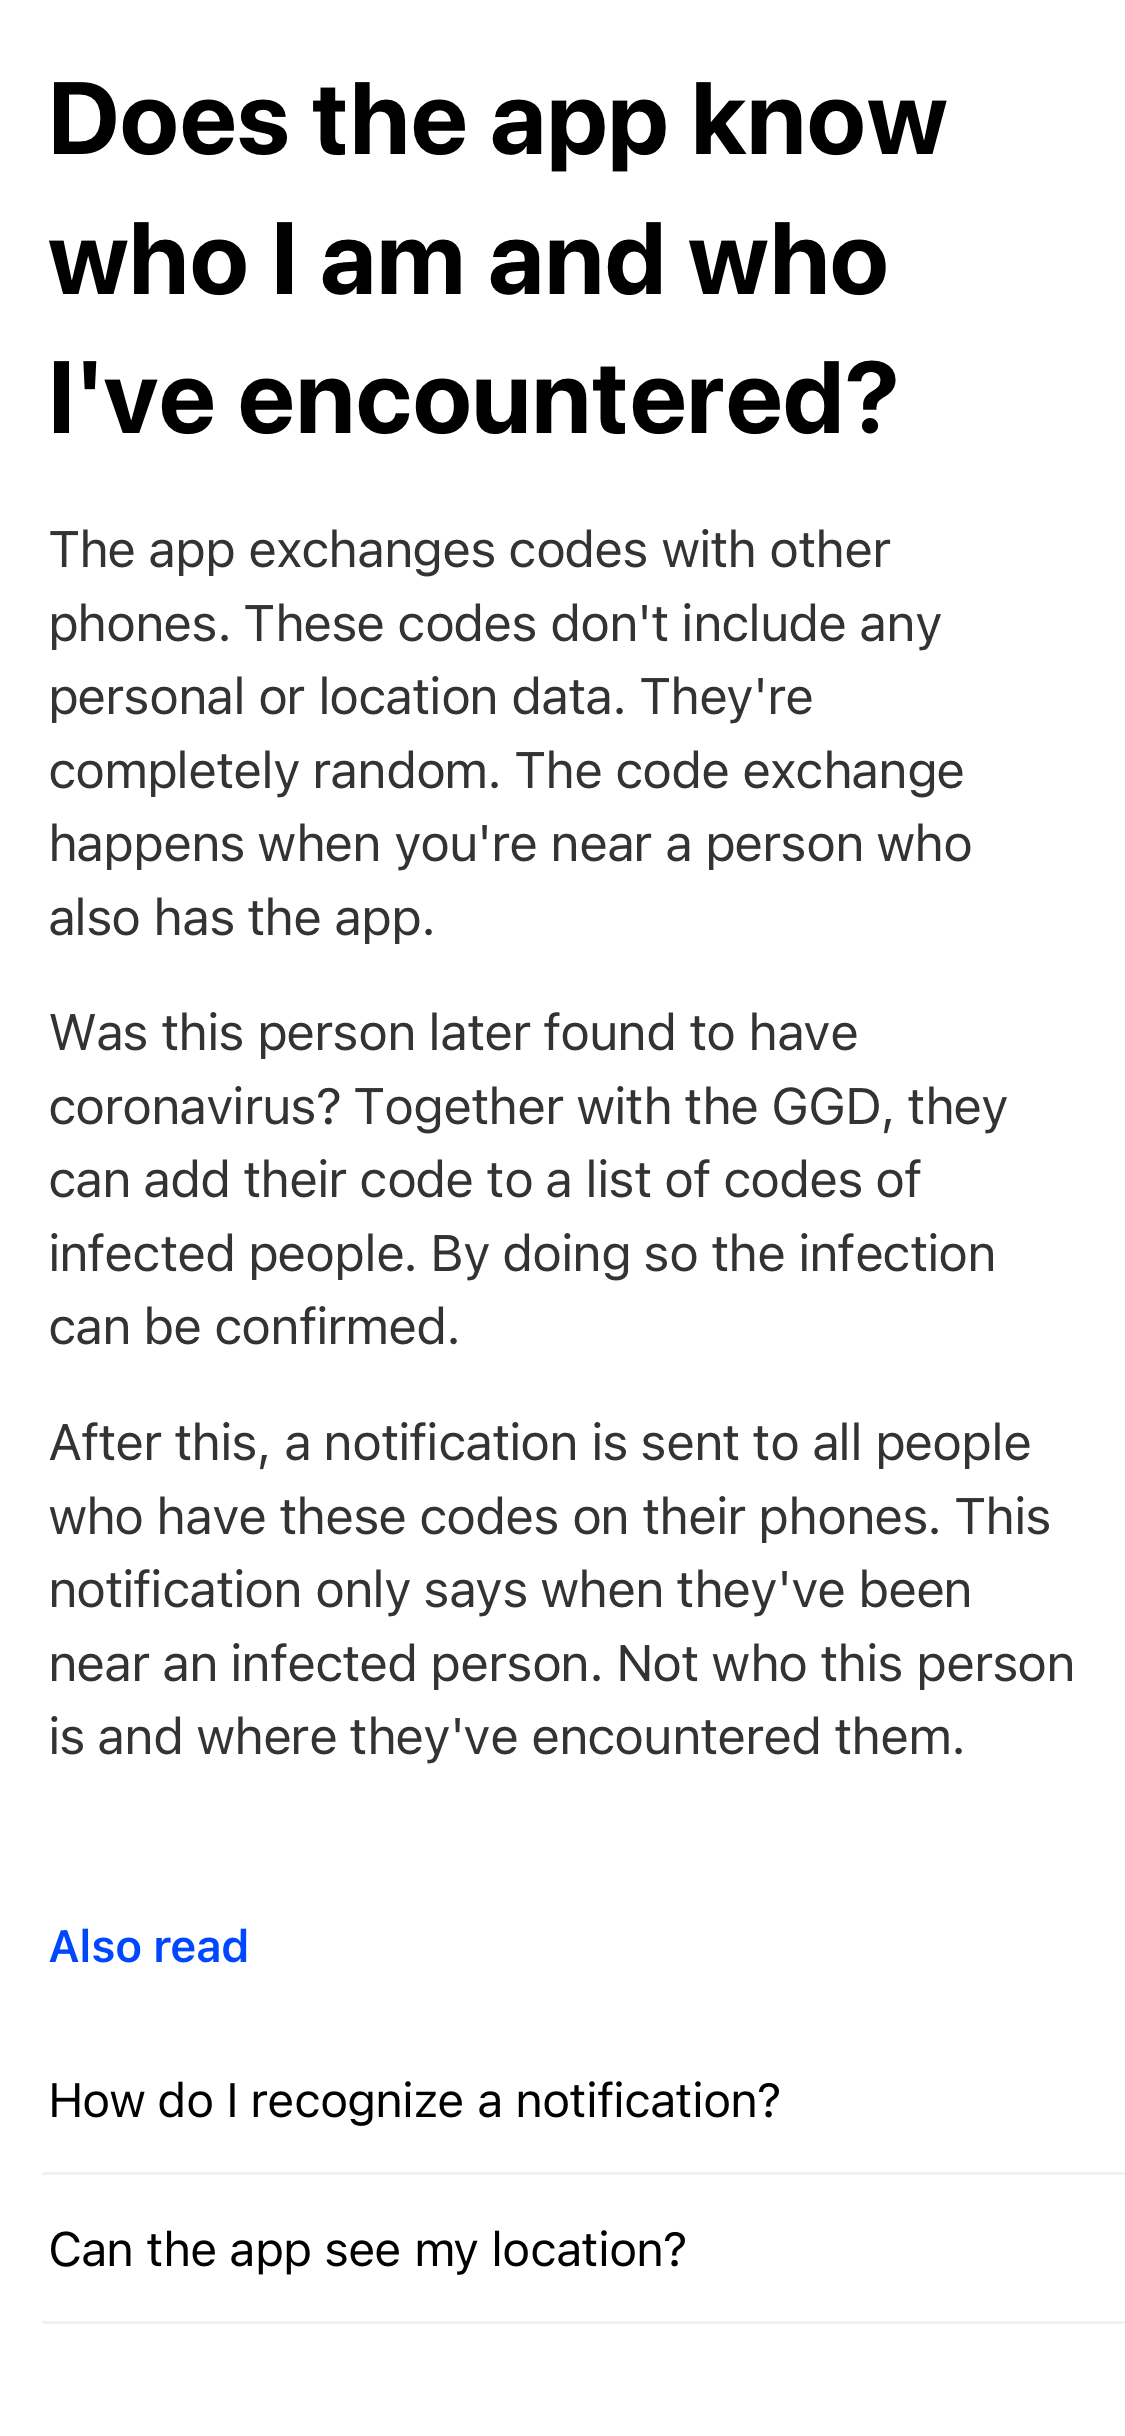 Does the app know
who I am and who
I've encountered?
The app exchanges codes with other
phones. These codes don't include any
personal or location data. They're
completely random. The code exchange
happens when you're near a person who
also has the app.
Was this person later found to have
coronavirus? Together with the GGD, they
can add their code to a list of codes of
infected people. By doing so the infection
can be confirmed.
After this, a notification is sent to all people
who have these codes on their phones. This
notification only says when they've been
near an infected person. Not who this person
is and where they've encountered them.
Also read
How do I recognize a notification?
Can the app see my location?